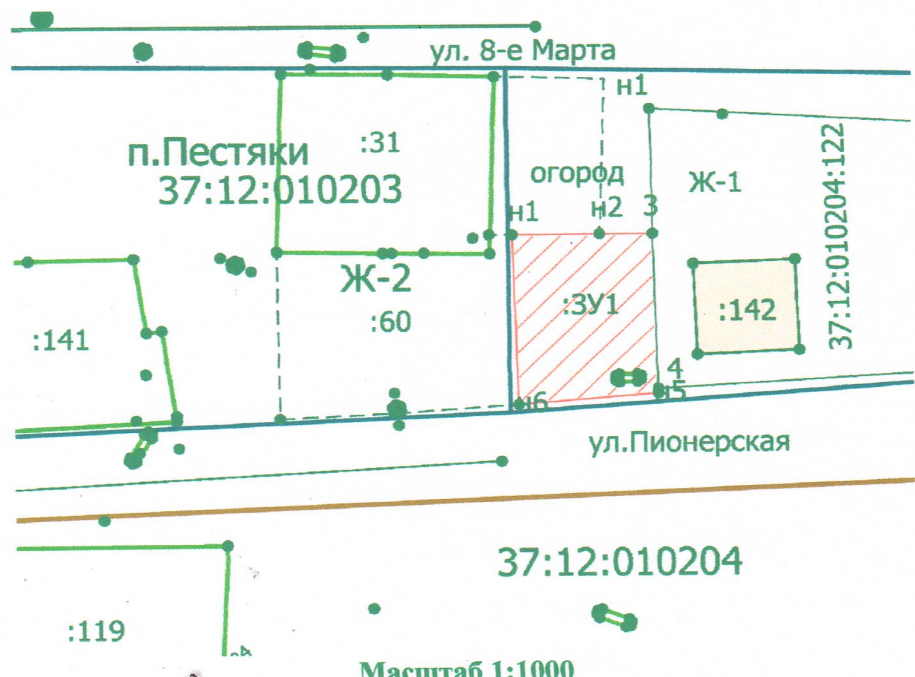 ул. 8-е Марта
н1
п.Пестяки
:31
37:12:010203
огород
Ж-1
37:12:010204:122
н1
н2
3
Ж-2
:ЗУ1
:142
:60
:141
4
н5
н6
ул.Пионерская
37:12:010204
:119
Масштаб 1:1000